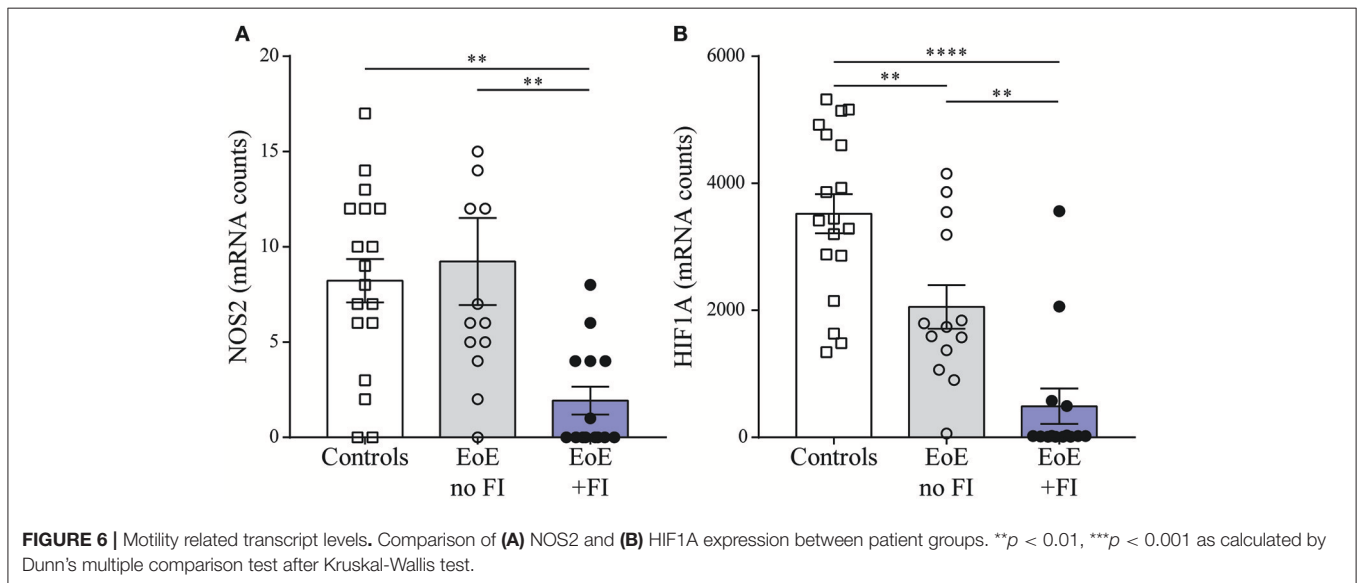 A
B
20
15
10
5
0
NOS2 (mRNA counts)
**
**
Controls
EoE
no FI
EoE
+FI
6000
4000
2000
0
HIF1A (mRNA counts)
****
**
**
Controls
EoE
no FI
EoE
+FI
FIGURE 6 | Motility related transcript levels. Comparison of (A) NOS2 and (B) HIF1A expression between patient groups. **p < 0.01, ***p < 0.001 as calculated by
Dunn's multiple comparison test after Kruskal-Wallis test.